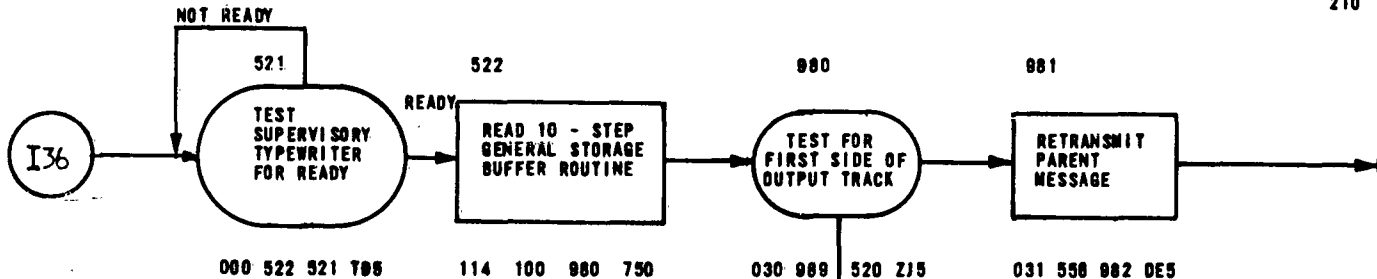 210
NOT READY
521
522
980
981
READY
I36
TEST
SUPERVISORY
TYPEWRITER
FOR READY
READ 10 - STEP
GENERAL STORAGE
BUFFER ROUTINE
TEST FOR
FIRST SIDE OF
OUTPUT TRACK
RETRANSMIT
PARENT
MESSAGE
000 522 521 T95
114 100 980 750
030 989 520 ZJ5
031 556 982 DE5